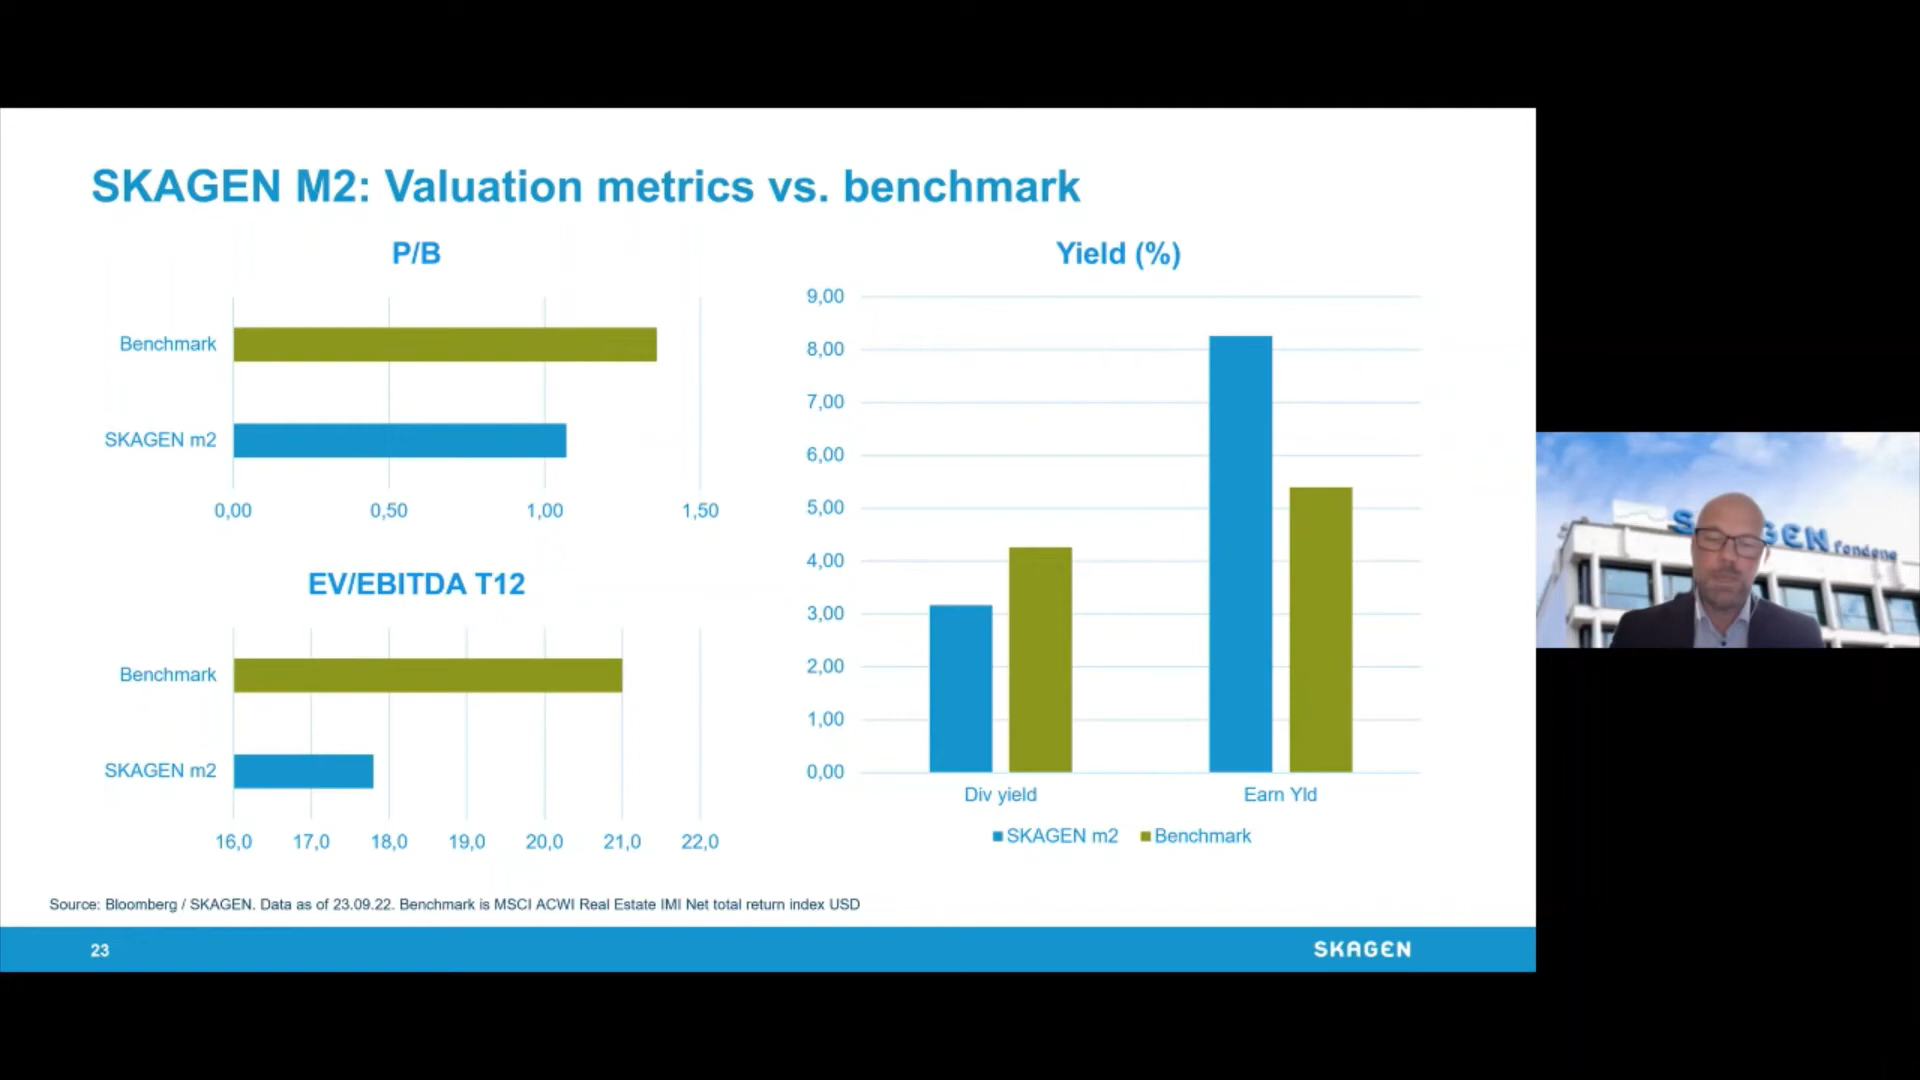 SKAGEN M2: Valuation metrics vs. benchmark
P/B
Benchmark
SKAGEN m2
0,00 0,50 1,00 1,50
EV/EBITDA T12
Benchmark
SKAGEN m2
16,0 17,0 18,0 19,0 20,0 21,0 22,0
Yield (%)
9,00
8,00
7,00
6,00
5,00
4,00
3,00
2,00
1,00
0,00
Div yield Earn Yld
SKAGEN m2 Benchmark
Source: Bloomberg / SKAGEN. Data as of 23.09.22. Benchmark is MSCI ACWI Real Estate IMI Net total return index USD
23
SKAGEN
fondene